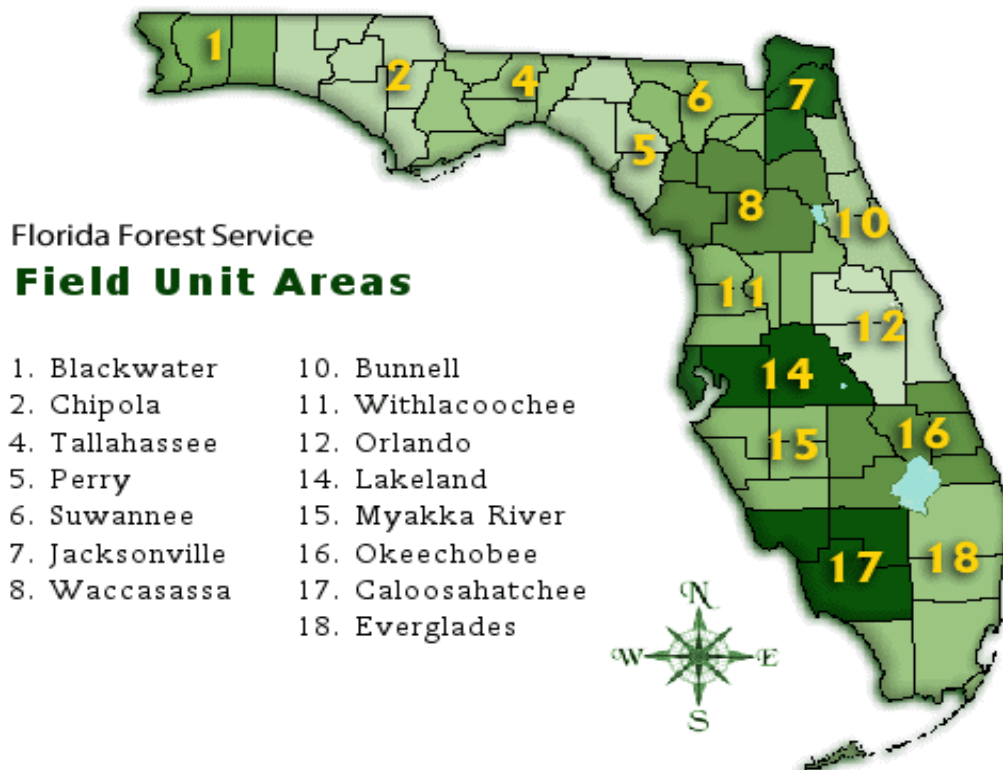 Florida Forest Service
Field Unit Areas
1. Blackwater
2. Chipola
4. Tallahassee
5. Perry
6. Suwannee
7. Jacksonville
8. Waccasassa
10. Bunnell
11. Withlacoochee
12. Orlando
14. Lakeland
15. Myakka River
16. Okeechobee
17. Caloosahatchee
18. Everglades
1
2
4
6
7
5
8
10
11
12
14
15
16
17
18
N
W E
S